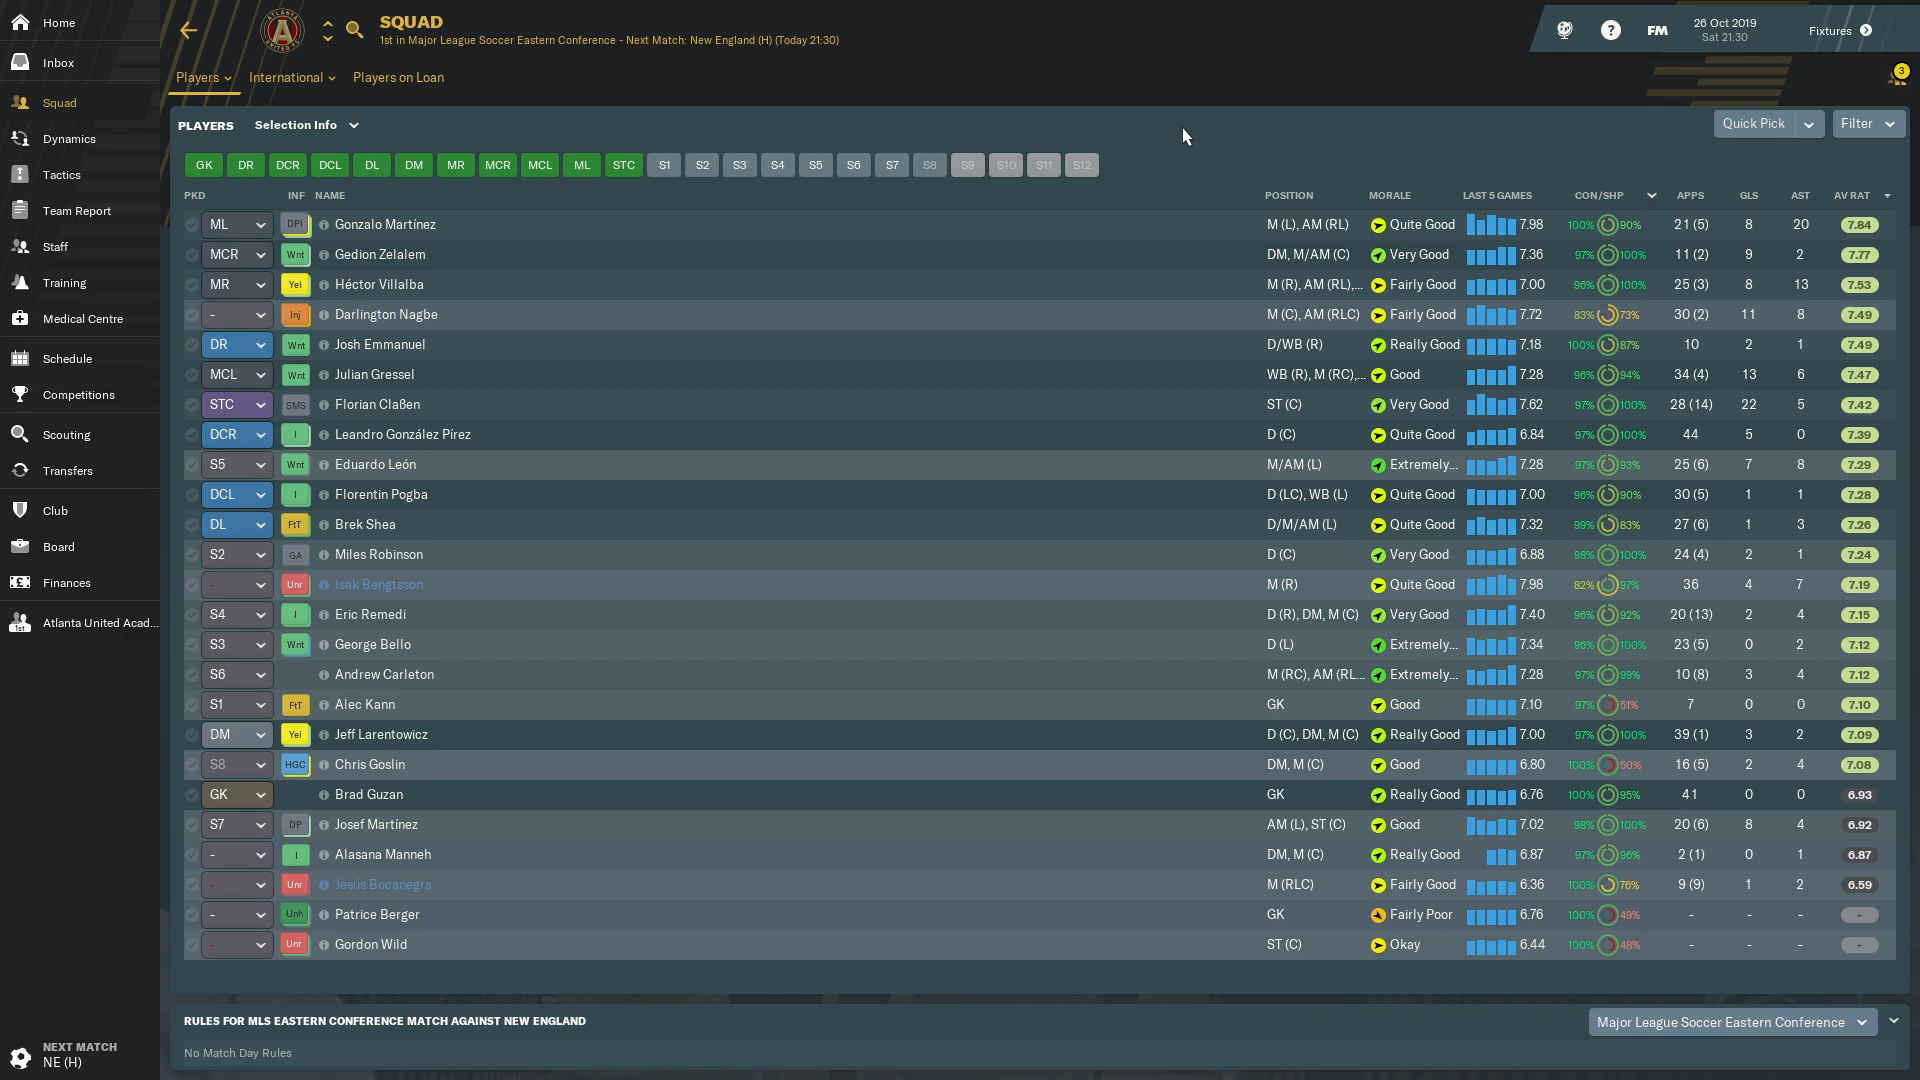 Home
Inbox
Squad
Dynamics
Tactics
Team Report
Staff
Training
Medical Centre
Schedule
Competitions
Scouting
Transfers
Club
Board
Finances
1st Atlanta United Acad...
NEXT MATCH
NE (H)
SQUAD
1st in Major League Soccer Eastern Conference - Next Match: New England (H) (Today 21:30)
FM
26 Oct 2019
Sat 21:30
Fixtures
Players International Players on Loan
3
PLAYERS Selection Info Quick Pick Filter
GK DR DCR DCL DL DM MR MCR MCL ML STC S1 S2 S3 S4 S5 S6 S7 S8 S9 S10 S11 S12
PKD INF NAME POSITION MORALE LAST 5 GAMES CON/SHP APPS GLS AST AV RAT
ML DPI Gonzalo Martínez M (L), AM (RL) Quite Good 7.98 100% 90% 21 (5) 8 20 7.84
MCR Wnt Gedion Zelalem DM, M/AM (C) Very Good 7.36 97% 100% 11 (2) 9 2 7.77
MR Yel Héctor Villalba M (R), AM (RL),... Fairly Good 7.00 96% 100% 25 (3) 8 13 7.53
- Inj Darlington Nagbe M (C), AM (RLC) Fairly Good 7.72 83% 73% 30 (2) 11 8 7.49
DR Wnt Josh Emmanuel D/WB (R) Really Good 7.18 100% 87% 10 2 1 7.49
MCL Wnt Julian Gressel WB (R), M (RC),... Good 7.28 96% 94% 34 (4) 13 6 7.47
STC SMS Florian Claßen ST (C) Very Good 7.62 97% 100% 28 (14) 22 5 7.42
DCR I Leandro González Pírez D (C) Quite Good 6.84 97% 100% 44 5 0 7.39
S5 Wnt Eduardo León M/AM (L) Extremely... 7.28 97% 93% 25 (6) 7 8 7.29
DCL I Florentin Pogba D (LC), WB (L) Quite Good 7.00 96% 90% 30 (5) 1 1 7.28
DL FtT Brek Shea D/M/AM (L) Quite Good 7.32 99% 83% 27 (6) 1 3 7.26
S2 GA Miles Robinson D (C) Very Good 6.88 98% 100% 24 (4) 2 1 7.24
- Unr Isak Bengtsson M (R) Quite Good 7.98 82% 97% 36 4 7 7.19
S4 I Eric Remedi D (R), DM, M (C) Very Good 7.40 96% 92% 20 (13) 2 4 7.15
S3 Wnt George Bello D (L) Extremely... 7.34 96% 100% 23 (5) 0 2 7.12
S6 Andrew Carleton M (RC), AM (RL... Extremely... 7.28 97% 99% 10 (8) 3 4 7.12
S1 FtT Alec Kann GK Good 7.10 97% 51% 7 0 0 7.10
DM Yel Jeff Larentowicz D (C), DM, M (C) Really Good 7.00 97% 100% 39 (1) 3 2 7.09
S8 HGC Chris Goslin DM, M (C) Good 6.80 100% 50% 16 (5) 2 4 7.08
GK Brad Guzan GK Really Good 6.76 100% 95% 41 0 0 6.93
S7 DP Josef Martínez AM (L), ST (C) Good 7.02 98% 100% 20 (6) 8 4 6.92
- I Alasana Manneh DM, M (C) Really Good 6.87 97% 96% 2 (1) 0 1 6.87
- Unr Jesús Bocanegra M (RLC) Fairly Good 6.36 100% 76% 9 (9) 1 2 6.59
- Unh Patrice Berger GK Fairly Poor 6.76 100% 49% - - - -
- Unr Gordon Wild ST (C) Okay 6.44 100% 48% - - - -
RULES FOR MLS EASTERN CONFERENCE MATCH AGAINST NEW ENGLAND
Major League Soccer Eastern Conference
No Match Day Rules